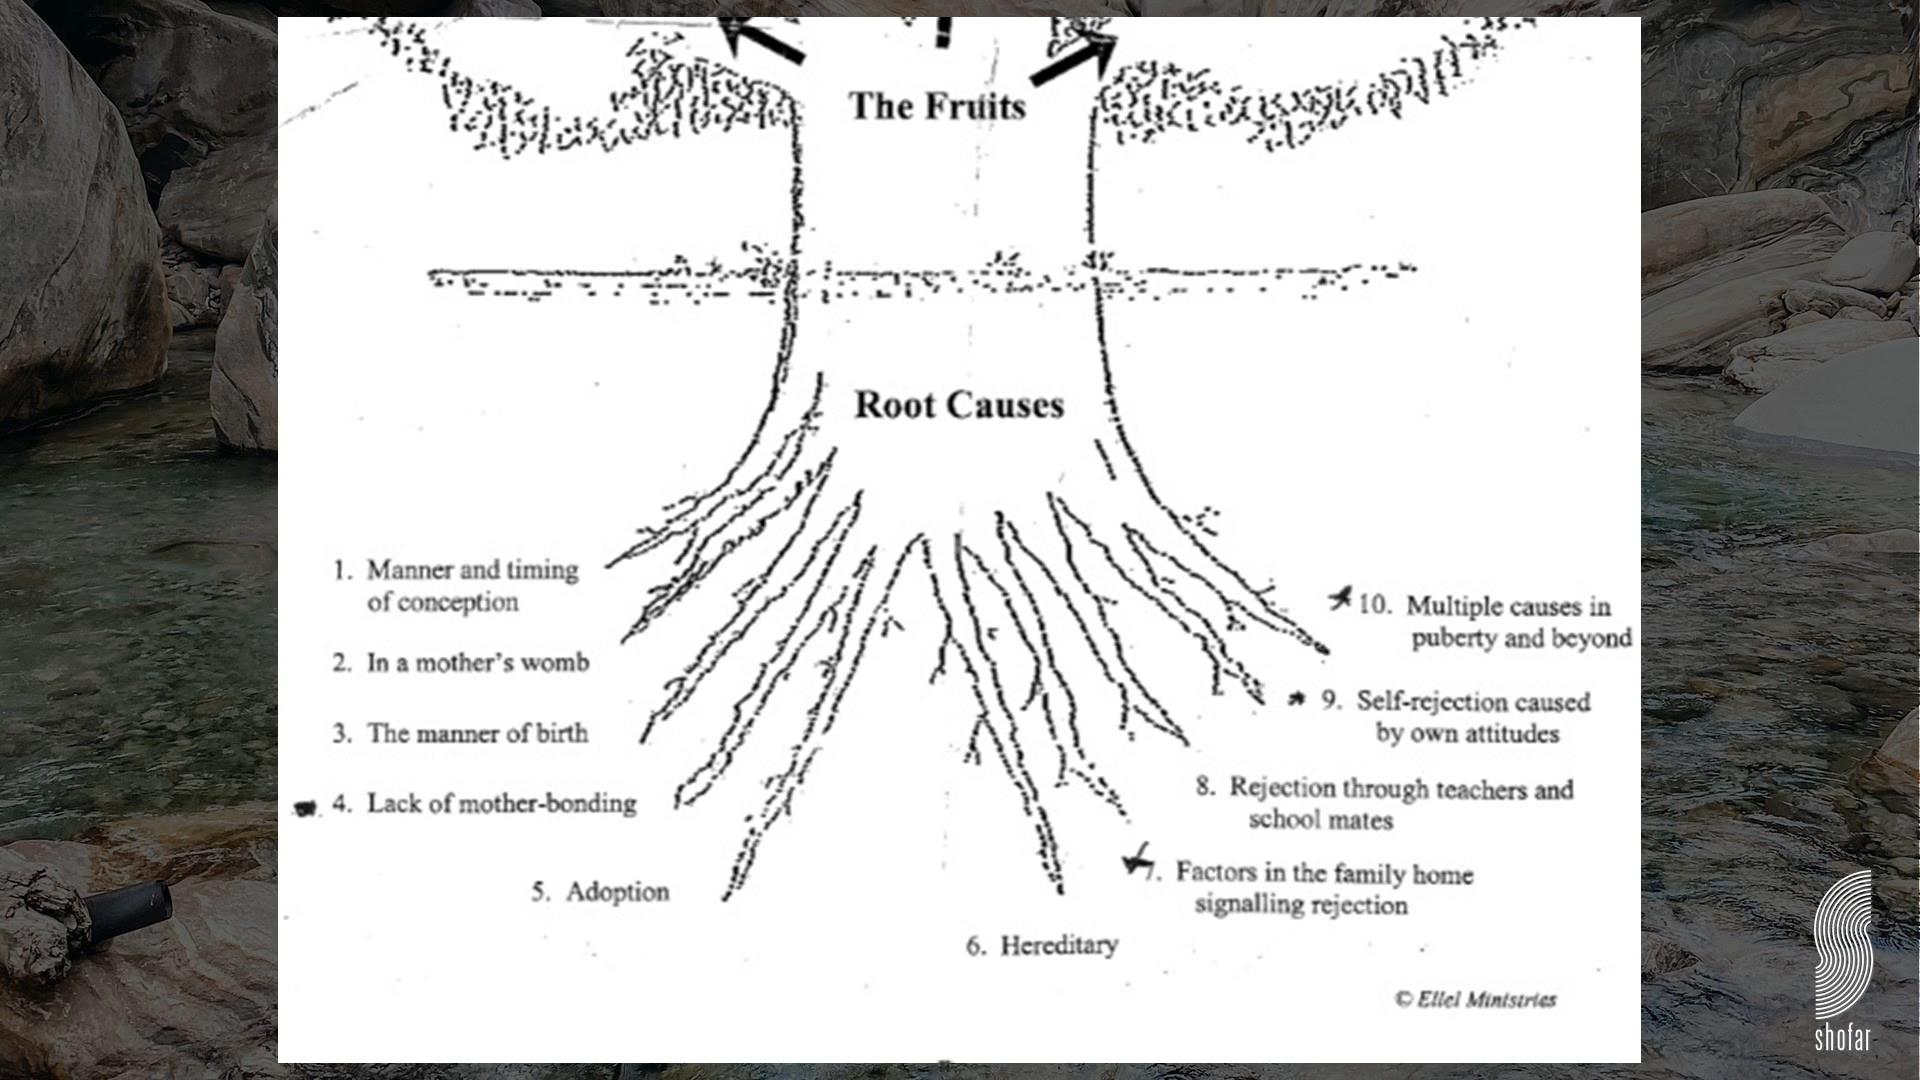 The Fruits
Root Causes
1. Manner and timing
of conception
2. In a mother's womb
3. The manner of birth
4. Lack of mother-bonding
5. Adoption
6. Hereditary
7. Factors in the family home
signalling rejection
8. Rejection through teachers and
school mates
9. Self-rejection caused
by own attitudes
10. Multiple causes in
puberty and beyond
© Ellel Ministries
shofar